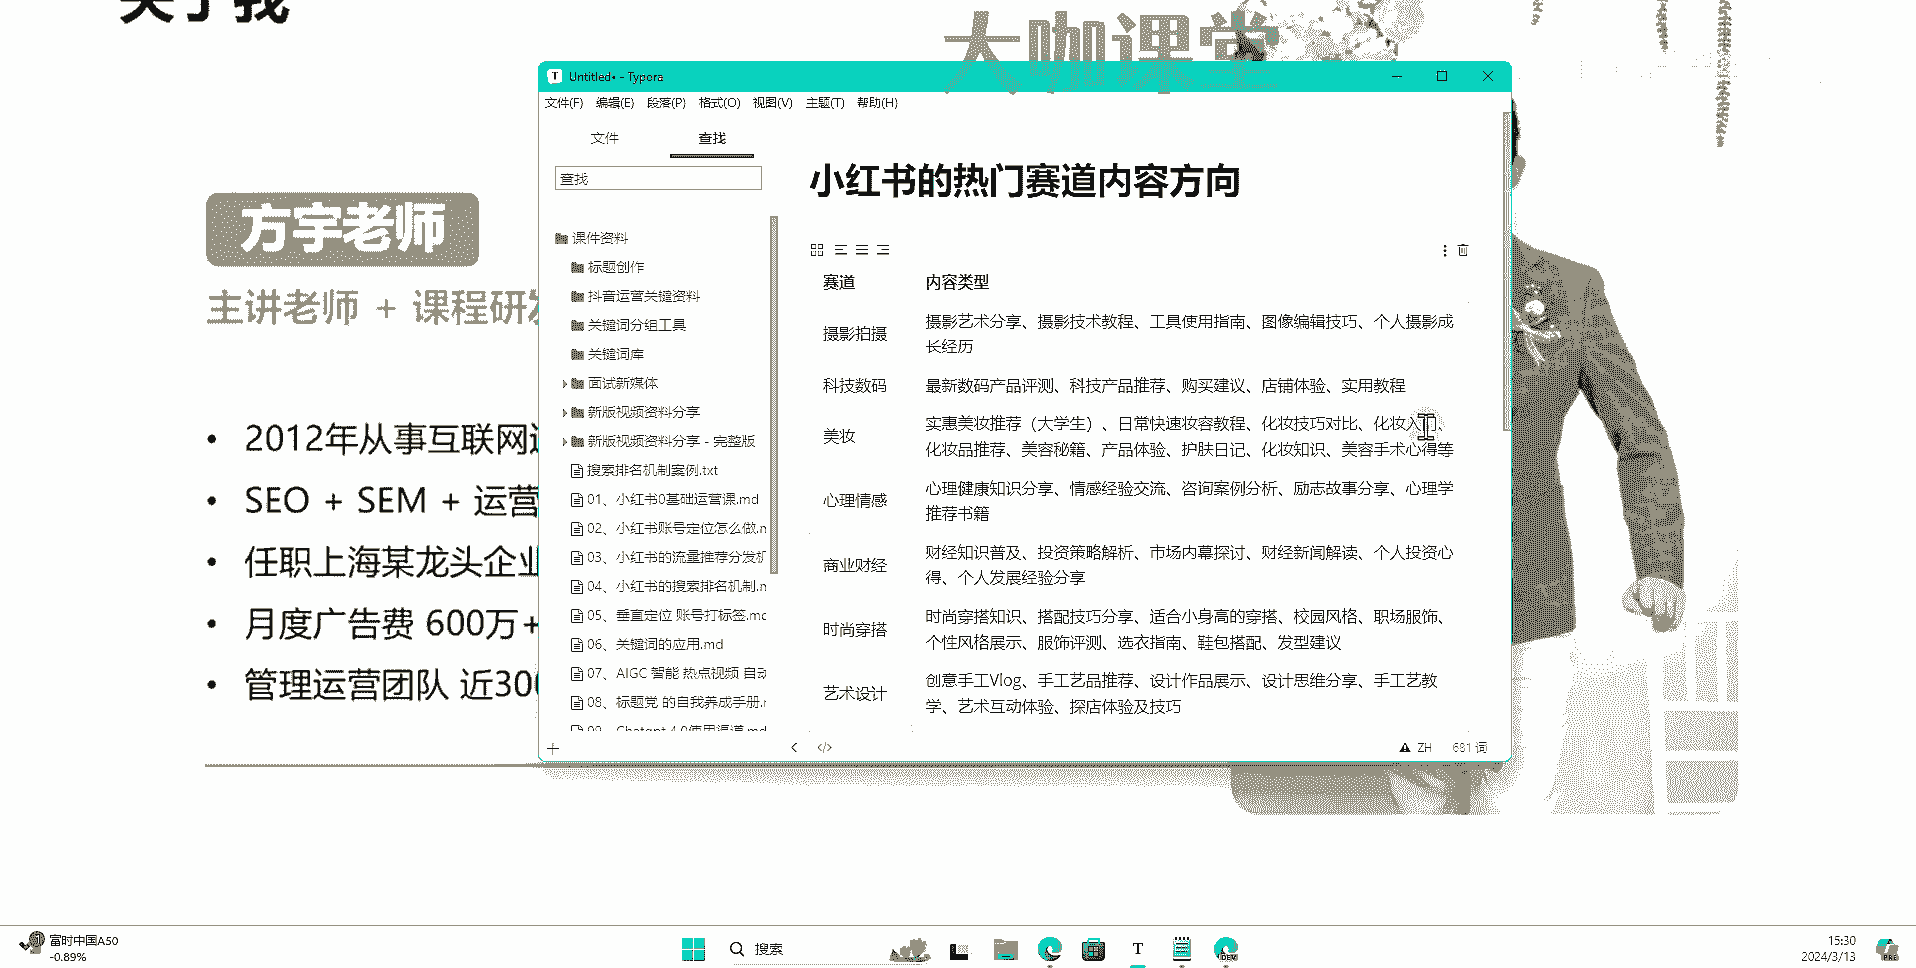 关于我
大咖课堂
方宇老师
主讲老师 + 课程研发
2012年从事互联网运
SEO + SEM + 运营
任职上海某龙头企业
月度广告费 600万+
管理运营团队 近300
Untitled• - Typora
文件(F) 编辑(E) 段落(P) 格式(O) 视图(V) 主题(T) 帮助(H)
文件 查找
查找
课件资料
标题创作
抖音运营关键资料
关键词分组工具
关键词库
面试新媒体
新版视频资料分享
新版视频资料分享 - 完整版
搜索排名机制案例.txt
01、小红书0基础运营课.md
02、小红书账号定位怎么做.m
03、小红书的流量推荐分发机
04、小红书的搜索排名机制.m
05、垂直定位 账号打标签.md
06、关键词的应用.md
07、AIGC 智能 热点视频 自动
08、标题党 的自我养成手册.m
09、Chatgpt 4.0使用渠道.md
小红书的热门赛道内容方向
赛道 内容类型
摄影拍摄
摄影艺术分享、摄影技术教程、工具使用指南、图像编辑技巧、个人摄影成
长经历
科技数码 最新数码产品评测、科技产品推荐、购买建议、店铺体验、实用教程
美妆
实惠美妆推荐（大学生）、日常快速妆容教程、化妆技巧对比、化妆入门、
化妆品推荐、美容秘籍、产品体验、护肤日记、化妆知识、美容手术心得等
心理情感
心理健康知识分享、情感经验交流、咨询案例分析、励志故事分享、心理学
推荐书籍
商业财经
财经知识普及、投资策略解析、市场内幕探讨、财经新闻解读、个人投资心
得、个人发展经验分享
时尚穿搭
时尚穿搭知识、搭配技巧分享、适合小身高的穿搭、校园风格、职场服饰、
个性风格展示、服饰评测、选衣指南、鞋包搭配、发型建议
艺术设计
创意手工Vlog、手工艺品推荐、设计作品展示、设计思维分享、手工艺教
学、艺术互动体验、探店体验及技巧
ZH 681 词
富时中国A50
-0.89%
搜索
DEV
15:30
2024/3/13
PRE